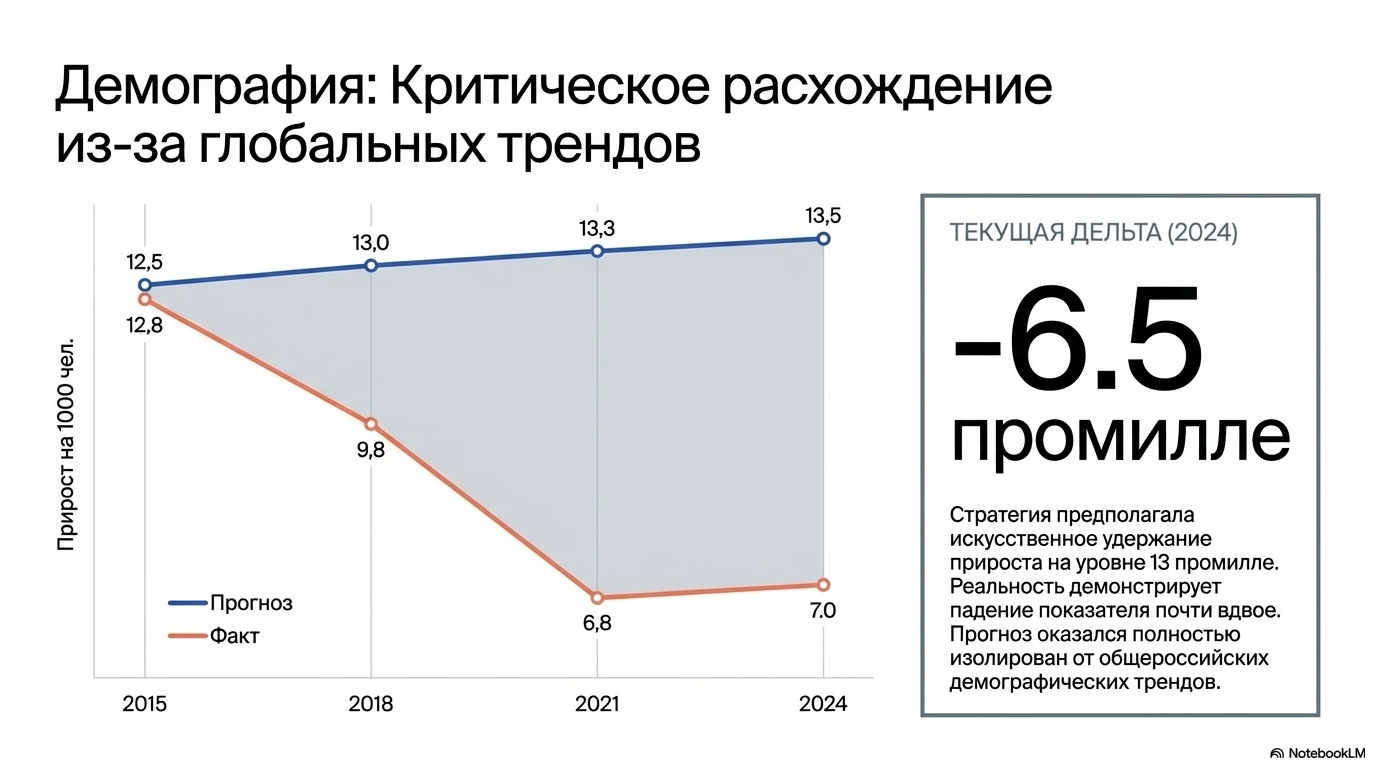 Демография: Критическое расхождение
из-за глобальных трендов
Прирост на 1000 чел.
12,5
13,0
13,3
13,5
12,8
9,8
6,8
7.0
Прогноз
Факт
2015
2018
2021
2024
ТЕКУЩАЯ ДЕЛЬТА (2024)
-6.5
промилле
Стратегия предполагала
искусственное удержание
прироста на уровне 13 промилле.
Реальность демонстрирует
падение показателя почти вдвое.
Прогноз оказался полностью
изолирован от общероссийских
демографических трендов.
NotebookLM